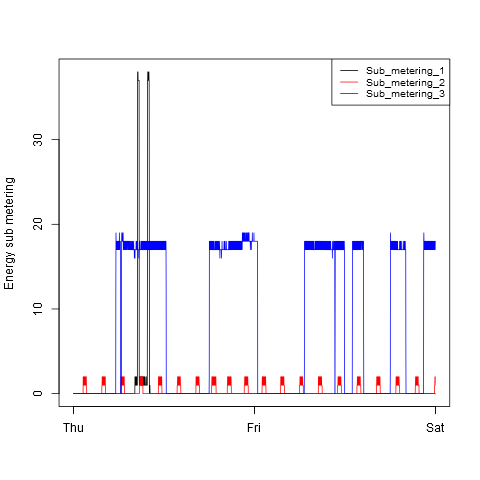 Sub_metering_1
Sub_metering_2
Sub_metering_3
Energy sub metering
30
20
10
0
Thu Fri Sat